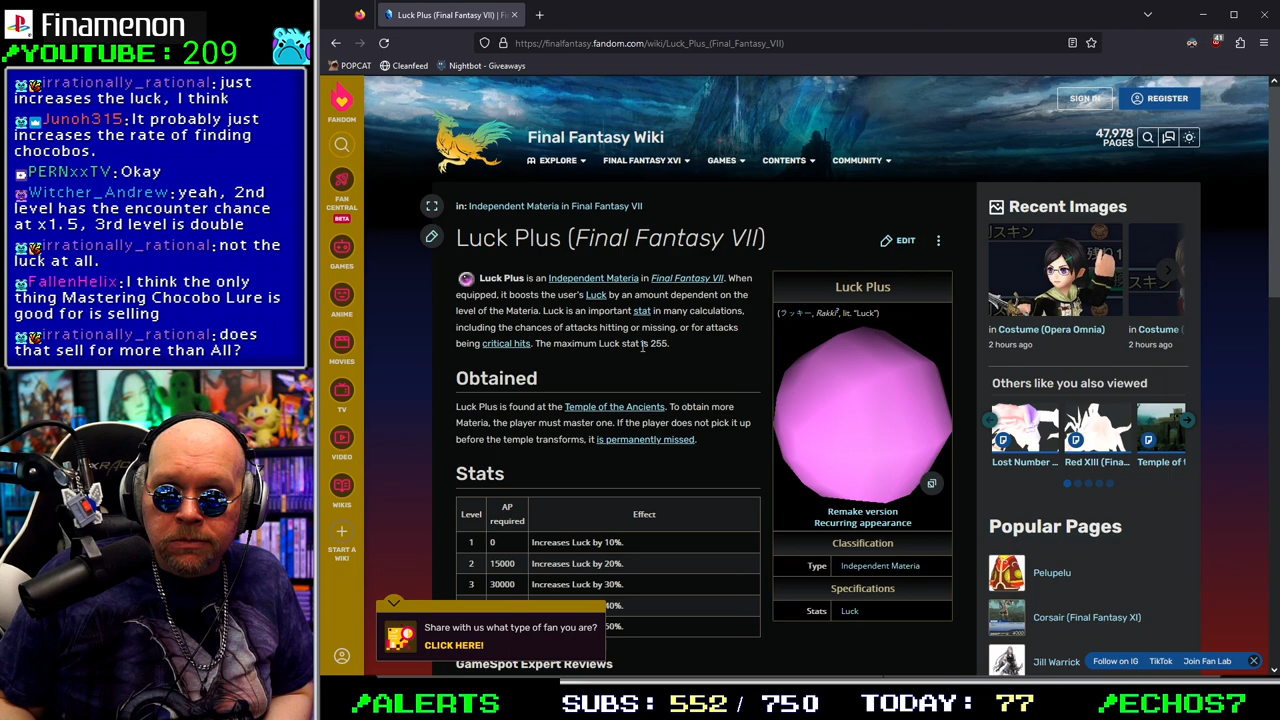 Finamenon
/YOUTUBE: 209
irrationally_rational: just
increases the luck, I think
Junoh315: It probably just
increases the rate of finding
chocobos.
PERNxxTV: Okay
Witcher_Andrew: yeah, 2nd
level has the encounter chance
at x1.5, 3rd level is double
irrationally_rational: not the
luck at all.
FallenHelix: I think the only
thing Mastering Chocobo Lure is
good for is selling
irrationally_rational: does
that sell for more than All?
Luck Plus (Final Fantasy VII) | F
https://finalfantasy.fandom.com/wiki/Luck_Plus_(Final_Fantasy_VII)
POPCAT
Cleanfeed
Nightbot - Giveaways
FANDOM
FAN
CENTRAL
BETA
GAMES
ANIME
MOVIES
TV
VIDEO
WIKIS
START A
WIKI
SIGN IN
REGISTER
Final Fantasy Wiki
47,978
PAGES
EXPLORE
FINAL FANTASY XVI
GAMES
CONTENTS
COMMUNITY
in: Independent Materia in Final Fantasy VII
Luck Plus (Final Fantasy VII)
EDIT
Luck Plus is an Independent Materia in Final Fantasy VII. When
equipped, it boosts the user's Luck by an amount dependent on the
level of the Materia. Luck is an important stat in many calculations,
including the chances of attacks hitting or missing, or for attacks
being critical hits. The maximum Luck stat is 255.
Obtained
Luck Plus is found at the Temple of the Ancients. To obtain more
Materia, the player must master one. If the player does not pick it up
before the temple transforms, it is permanently missed.
Stats
Level
AP
required
Effect
1 0 Increases Luck by 10%.
2 15000 Increases Luck by 20%.
3 30000 Increases Luck by 30%.
40%.
50%.
Share with us what type of fan you are?
CLICK HERE!
GameSpot Expert Reviews
Luck Plus
(ラッキー, Rakkī?, lit. "Luck")
Remake version
Recurring appearance
Classification
Type Independent Materia
Specifications
Stats Luck
Recent Images
Costume (Opera Omnia)
2 hours ago
in: Costume (
2 hours ago
Others like you also viewed
Lost Number ...
Red XIII (Fina...
Temple of t
Popular Pages
Pelupelu
Corsair (Final Fantasy XI)
Jill Warrick
Follow on IG
TikTok
Join Fan Lab
/ALERTS
SUBS: 552/ 750
TODAY: 77
/ECHOS7